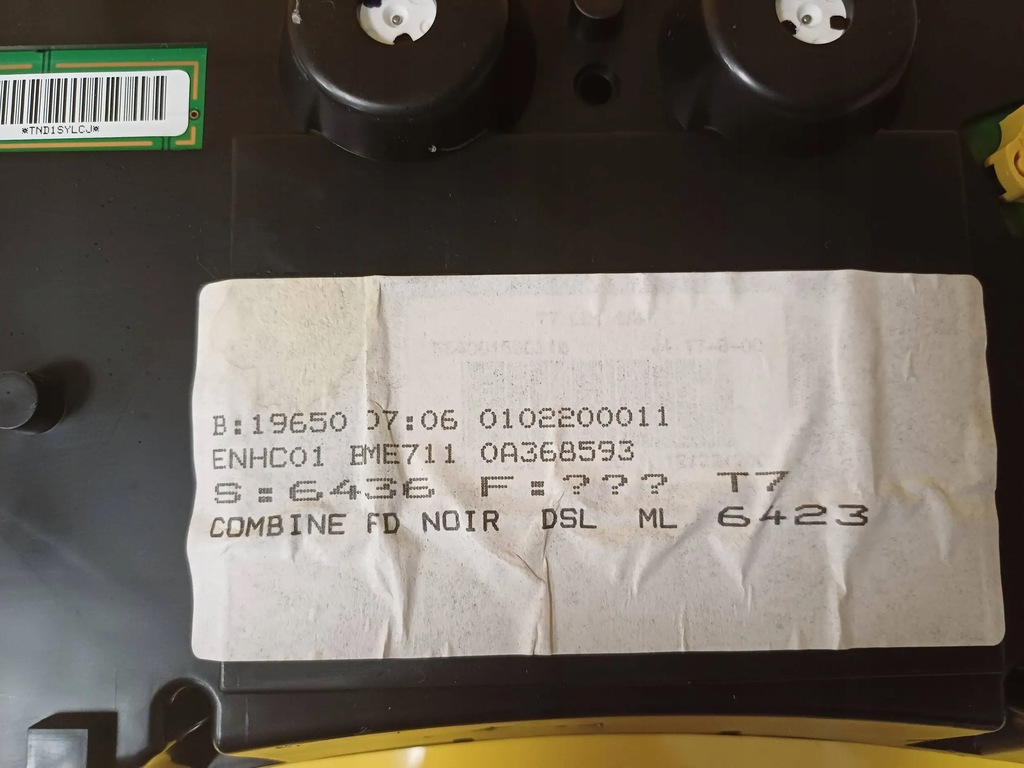 *TND1SYLCJ*
B:19650 07:06 0102200011
ENHC01 BME711 0A368593
S:6436 F:??? T7
COMBINE FD NOIR DSL ML 6423